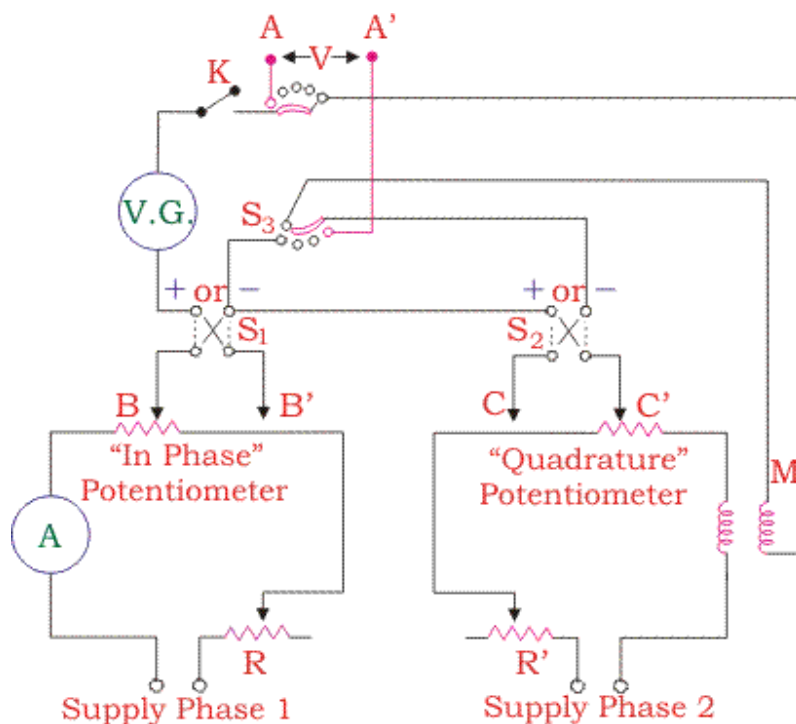 A V A'
K
V.G.
S3
+ or − + or −
S1 S2
B B' C C'
"In Phase" Potentiometer
"Quadrature" Potentiometer
M
A
R R'
Supply Phase 1 Supply Phase 2